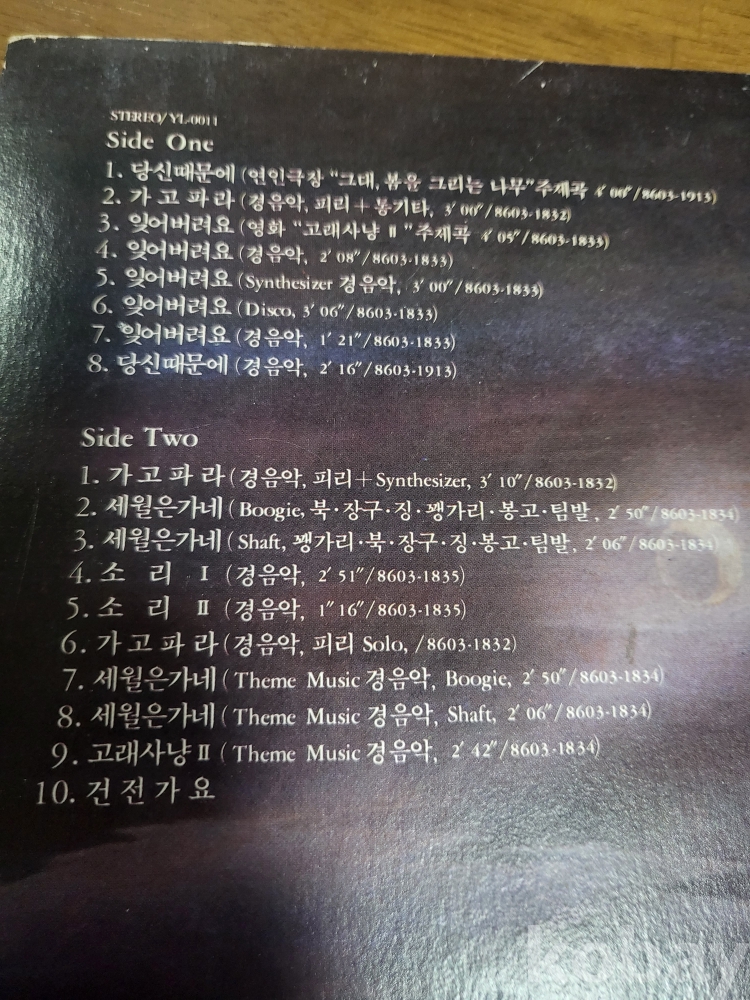 STEREO/YL-0011
Side One
1. 당신때문에 (연인극장 "그대, 봄을 크리는 나무"주제곡 4′ 00″/8603-1913)
2. 가고파라 (경음악, 피리+통기타, 3′ 00″/8603-1832)
3. 잊어버려요 (영화 "고래사냥 II"주제곡 4′ 05″/8603-1833)
4. 잊어버려요 (경음악, 2′ 08″/8603-1833)
5. 잊어버려요 (Synthesizer 경음악, 3′ 00″/8603-1833)
6. 잊어버려요 (Disco, 3′ 06″/8603-1833)
7. 잊어버려요 (경음악, 1′ 21″/8603-1833)
8. 당신때문에 (경음악, 2′ 16″/8603-1913)
Side Two
1. 가고파라 (경음악, 피리+Synthesizer, 3′ 10″/8603-1832)
2. 세월은가네 (Boogie, 북·장구·징·꽹가리·봉고·팀발, 2′ 50″/8603-1834)
3. 세월은가네 (Shaft, 꽹가리·북·장구·징·봉고·팀발, 2′ 06″/8603-1834)
4. 소 리 I (경음악, 2′ 51″/8603-1835)
5. 소 리 II (경음악, 1″ 16″/8603-1835)
6. 가고파라 (경음악, 피리 Solo, /8603-1832)
7. 세월은가네 (Theme Music 경음악, Boogie, 2′ 50″/8603-1834)
8. 세월은가네 (Theme Music 경음악, Shaft, 2′ 06″/8603-1834)
9. 고래사냥 II (Theme Music 경음악, 2′ 42″/8603-1834)
10. 건전가요
kobay